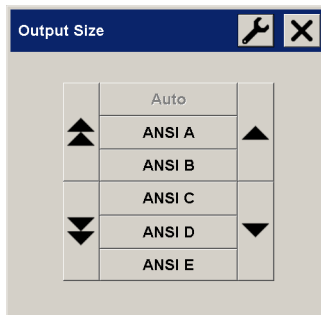 Output Size
Auto
ANSI A
ANSI B
ANSI C
ANSI D
ANSI E